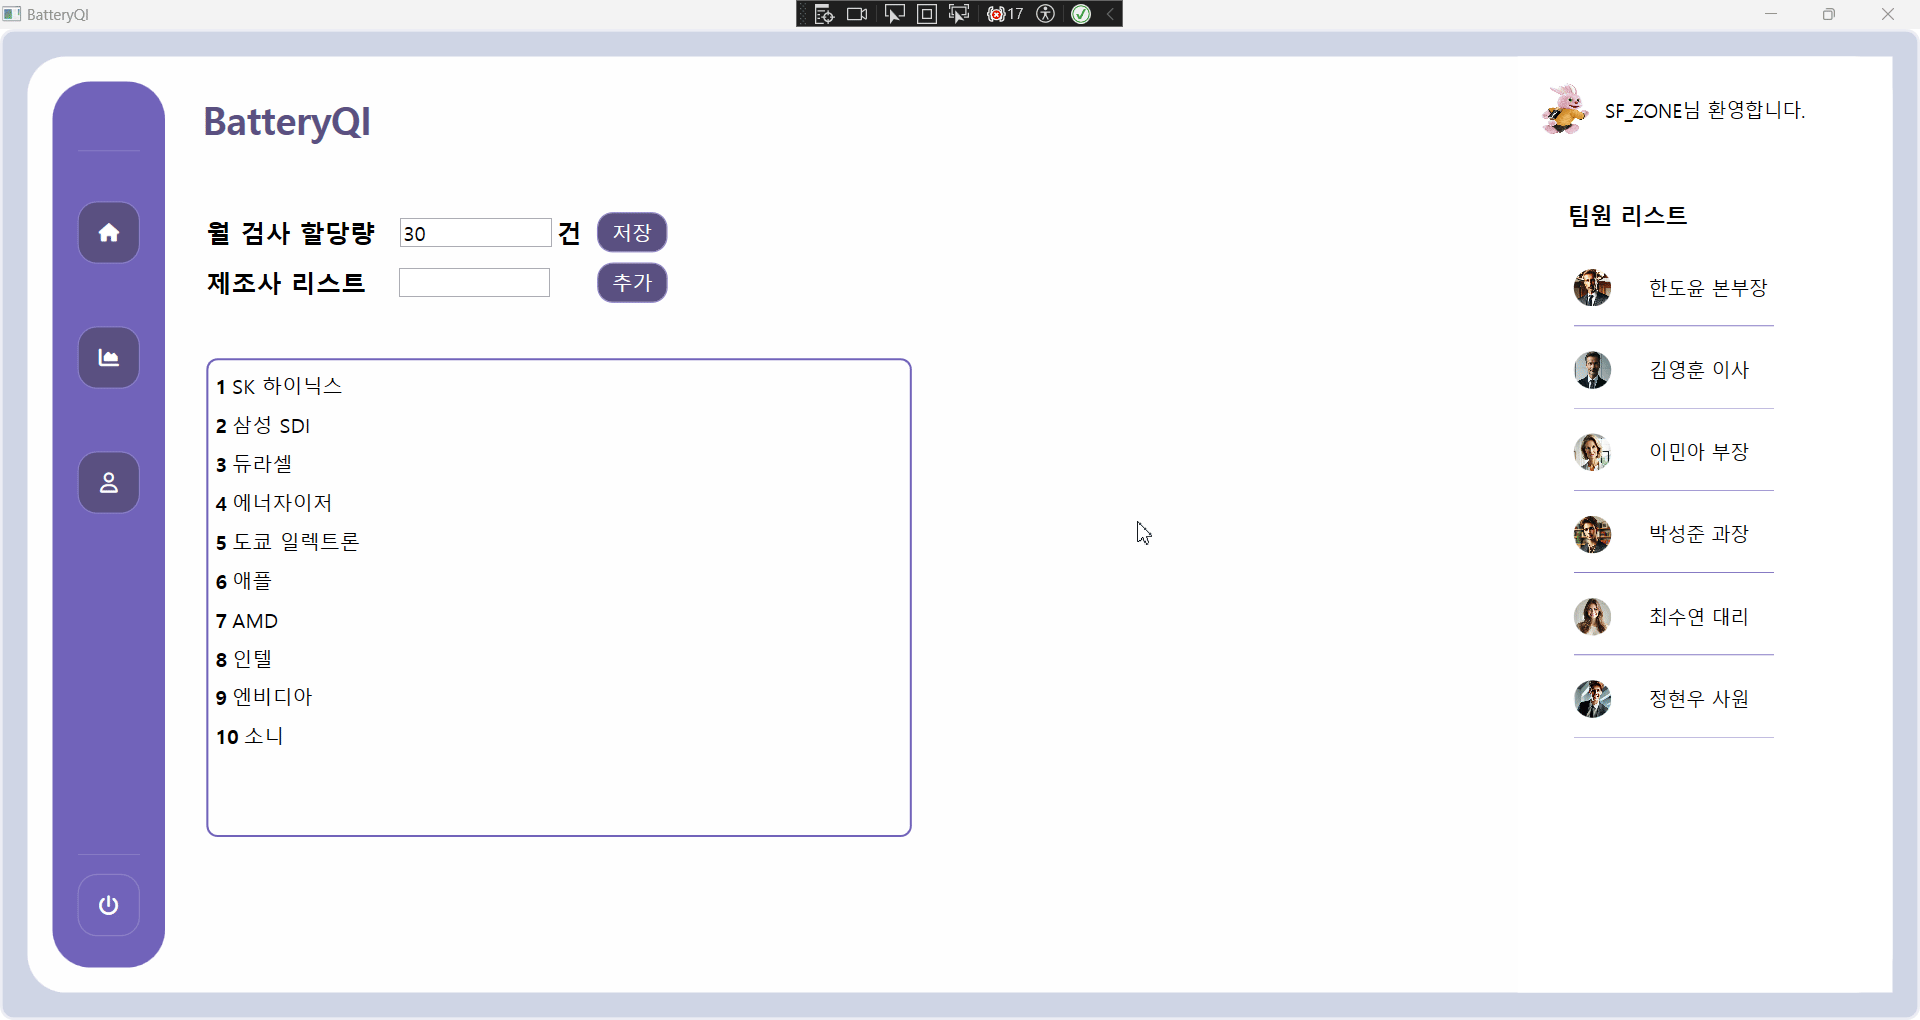 BatteryQI
17
BatteryQI
SF_ZONE님 환영합니다.
월 검사 할당량 30 건 저장
제조사 리스트 추가
1 SK 하이닉스
2 삼성 SDI
3 듀라셀
4 에너자이저
5 도쿄 일렉트론
6 애플
7 AMD
8 인텔
9 엔비디아
10 소니
팀원 리스트
한도윤 본부장
김영훈 이사
이민아 부장
박성준 과장
최수연 대리
정현우 사원